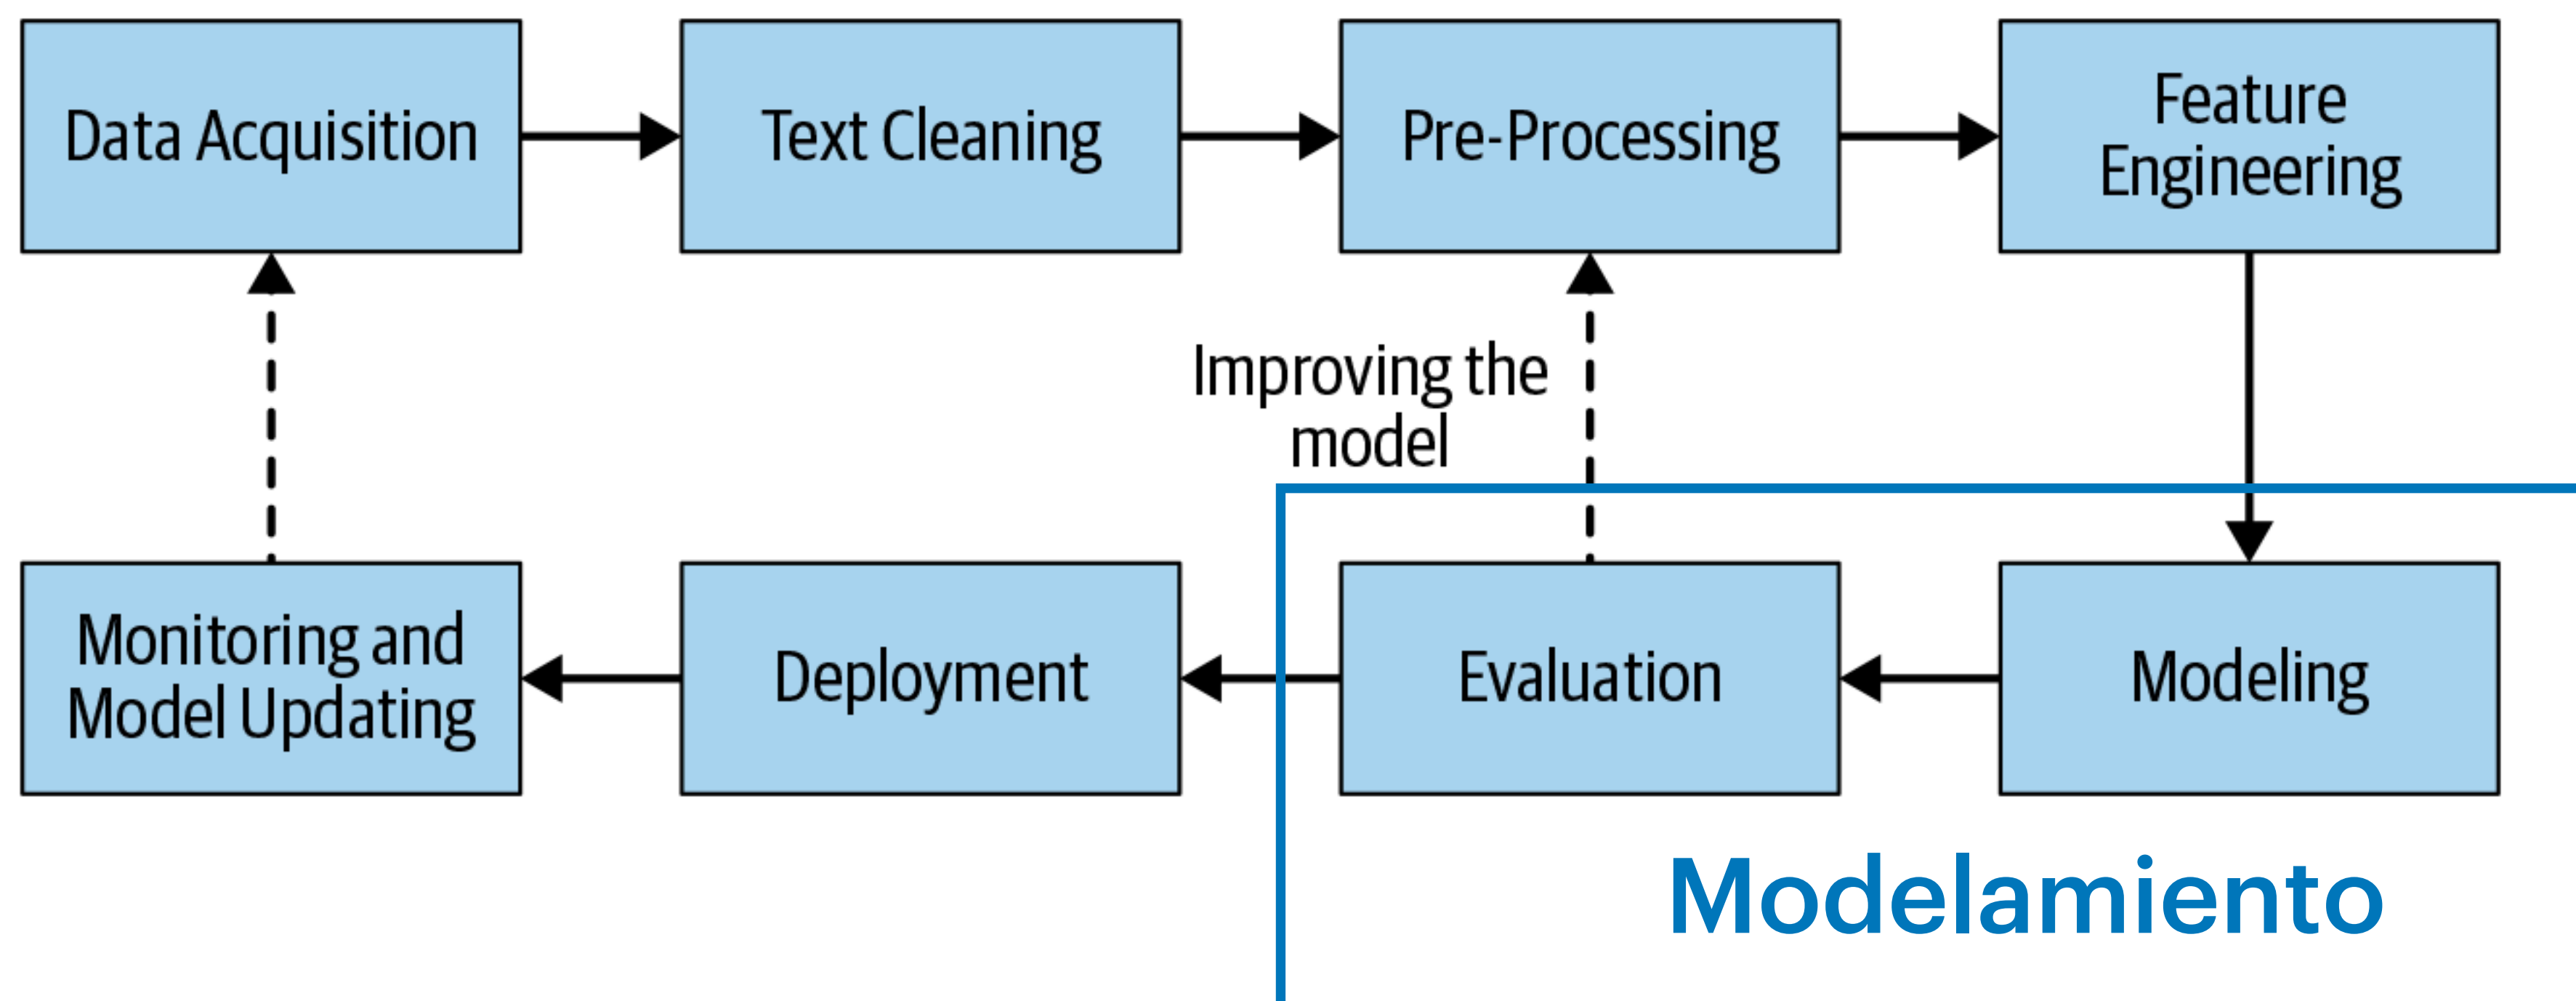 Data Acquisition
Text Cleaning
Pre-Processing
Feature
Engineering
Improving the
model
Monitoring and
Model Updating
Deployment
Evaluation
Modeling
Modelamiento